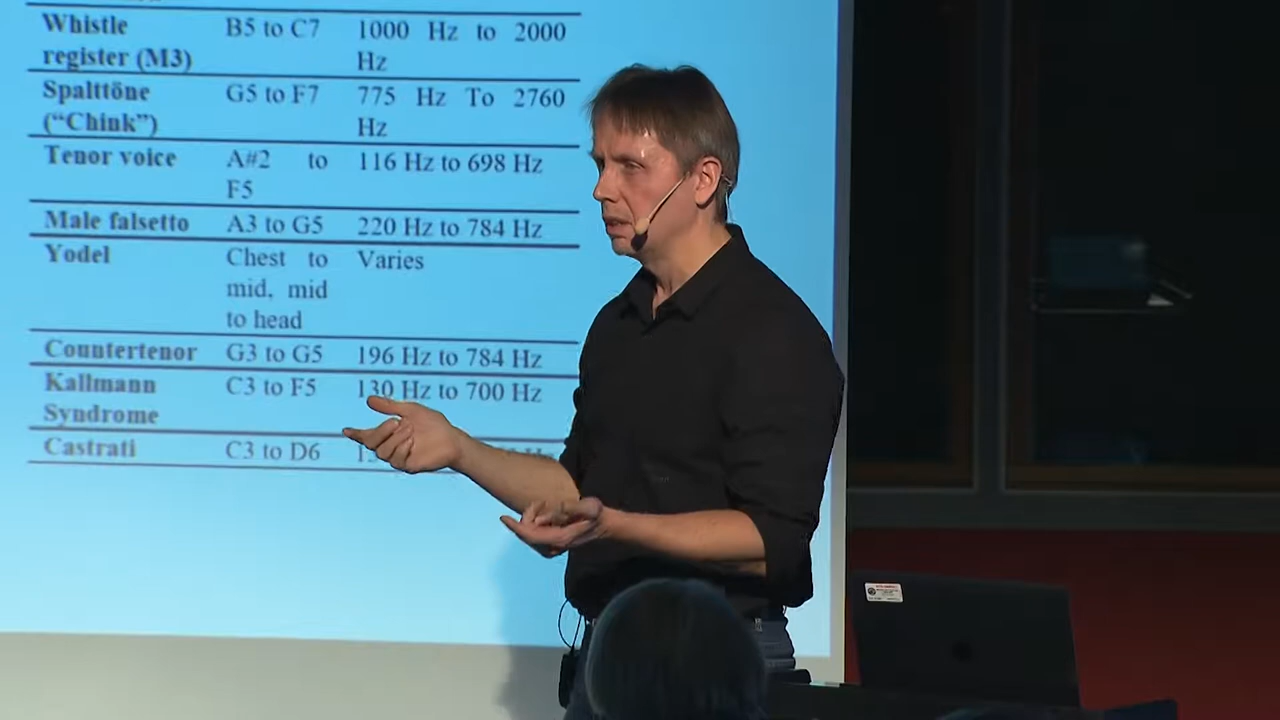 Whistle B5 to C7 1000 Hz to 2000
register (M3) Hz
Spalttöne G5 to F7 775 Hz To 2760
(“Chink”) Hz
Tenor voice A#2 to 116 Hz to 698 Hz
F5
Male falsetto A3 to G5 220 Hz to 784 Hz
Yodel Chest to Varies
mid, mid
to head
Countertenor G3 to G5 196 Hz to 784 Hz
Kallmann C3 to F5 130 Hz to 700 Hz
Syndrome
Castrati C3 to D6